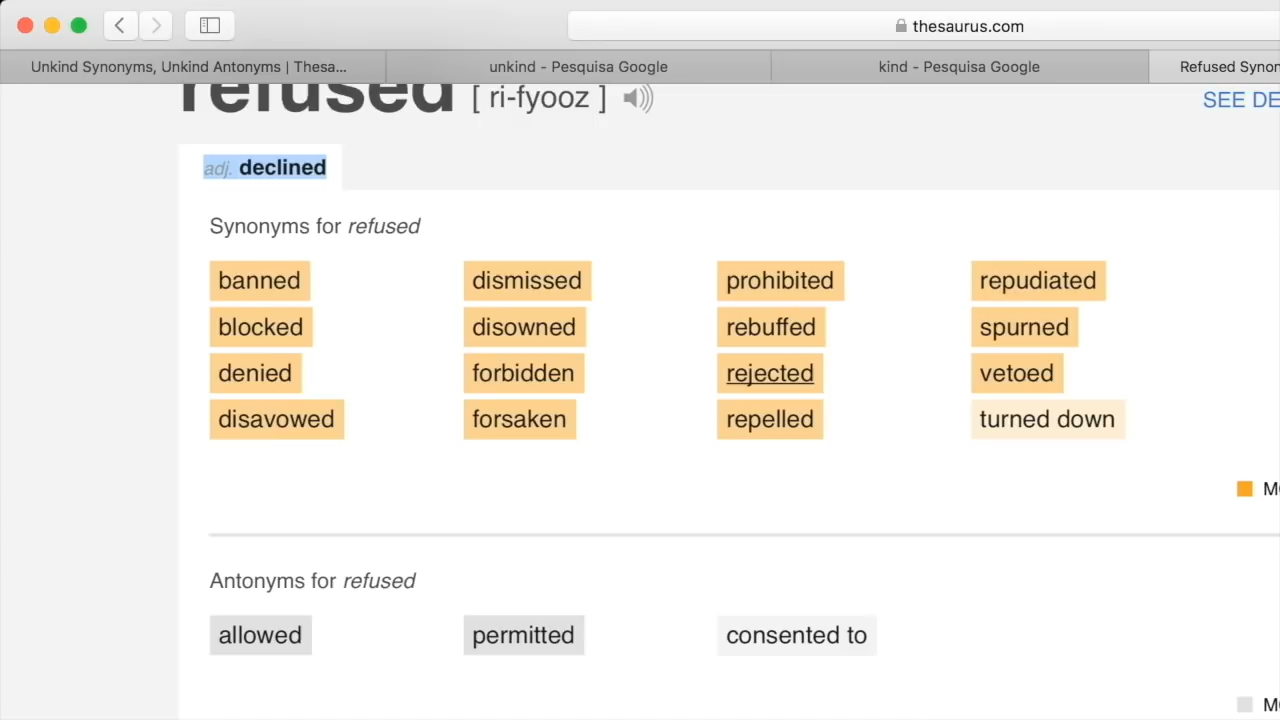 thesaurus.com
Unkind Synonyms, Unkind Antonyms | Thesa...
unkind - Pesquisa Google
kind - Pesquisa Google
Refused
refused [ ri-fyooz ]
SEE
adj. declined
Synonyms for refused
banned dismissed prohibited repudiated
blocked disowned rebuffed spurned
denied forbidden rejected vetoed
disavowed forsaken repelled turned down
Antonyms for refused
allowed permitted consented to